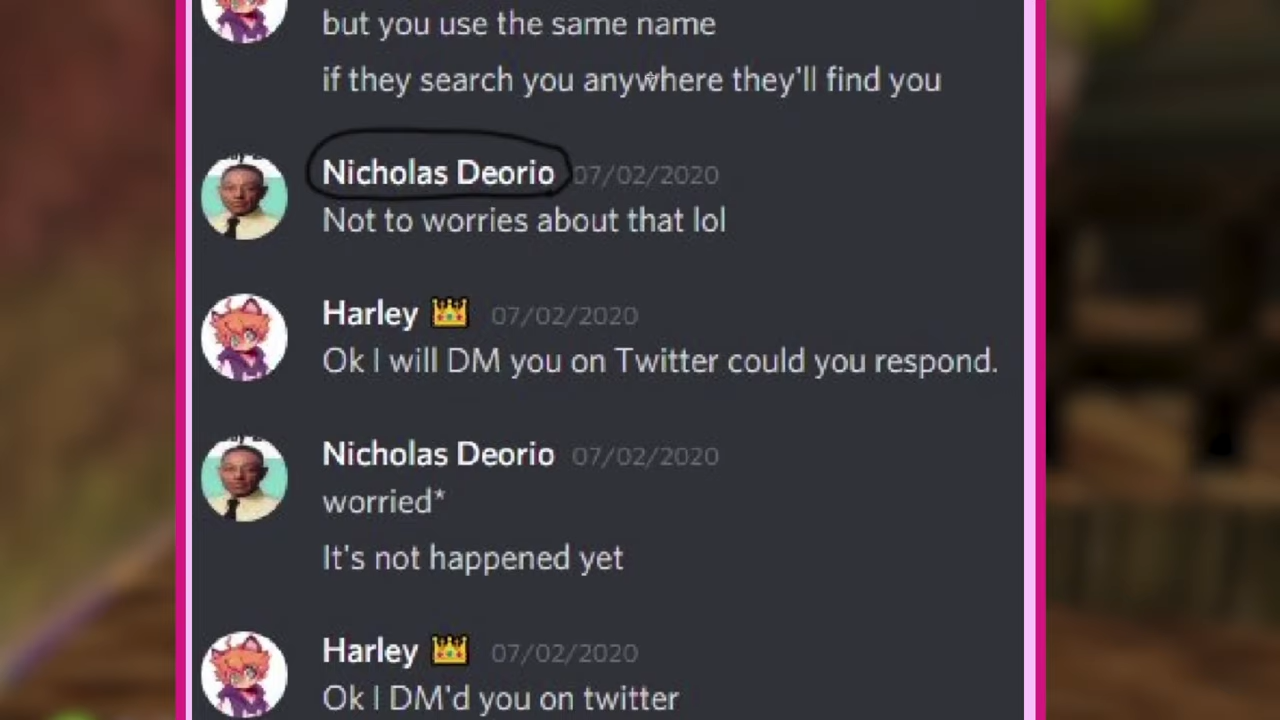 but you use the same name
if they search you anywhere they'll find you
Nicholas Deorio 07/02/2020
Not to worries about that lol
Harley 👑 07/02/2020
Ok I will DM you on Twitter could you respond.
Nicholas Deorio 07/02/2020
worried*
It's not happened yet
Harley 👑 07/02/2020
Ok I DM'd you on twitter